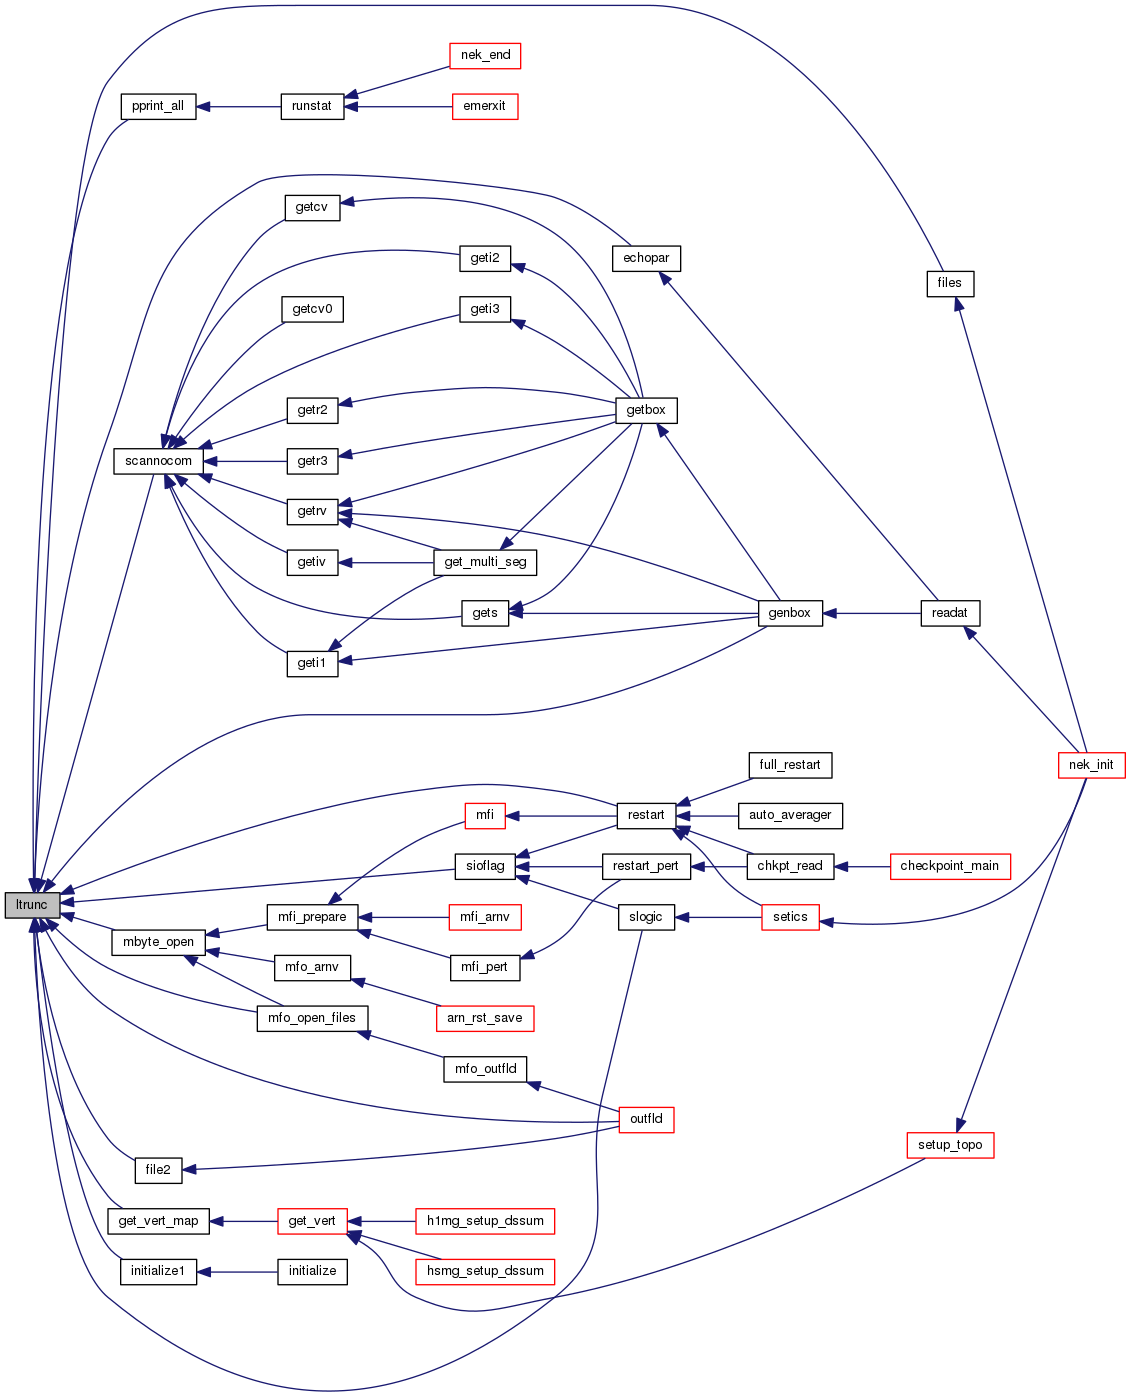 nek_end
pprint_all
runstat
emerxit
getcv
echopar
geti2
files
getcv0
geti3
getr2
getbox
scannocom
getr3
getrv
getiv
get_multi_seg
gets
genbox
readat
geti1
full_restart
nek_init
mfi
restart
auto_averager
sioflag
restart_pert
chkpt_read
checkpoint_main
ltrunc
mfi_prepare
mfi_arnv
slogic
setics
mbyte_open
mfo_arnv
mfi_pert
mfo_open_files
arn_rst_save
mfo_outfld
outfld
setup_topo
file2
get_vert_map
get_vert
h1mg_setup_dssum
initialize1
initialize
hsmg_setup_dssum